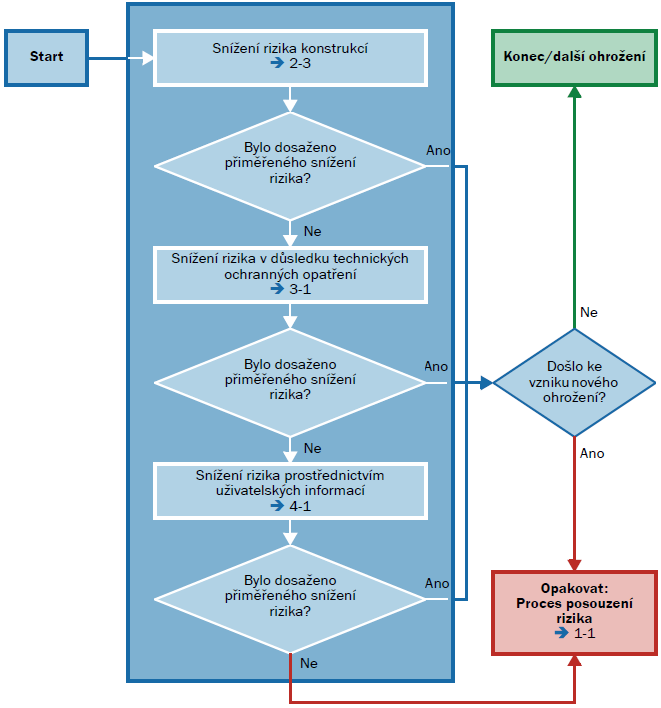 Start
Snížení rizika konstrukcí
➔ 2-3
Konec/další ohrožení
Bylo dosaženo
přiměřeného snížení
rizika?
Ano
Ne
Snížení rizika v důsledku technických
ochranných opatření
➔ 3-1
Ne
Bylo dosaženo
přiměřeného snížení
rizika?
Ano
Došlo ke
vzniku nového
ohrožení?
Ne
Ano
Snížení rizika prostřednictvím
uživatelských informací
➔ 4-1
Bylo dosaženo
přiměřeného snížení
rizika?
Ano
Opakovat:
Proces posouzení
rizika
➔ 1-1
Ne